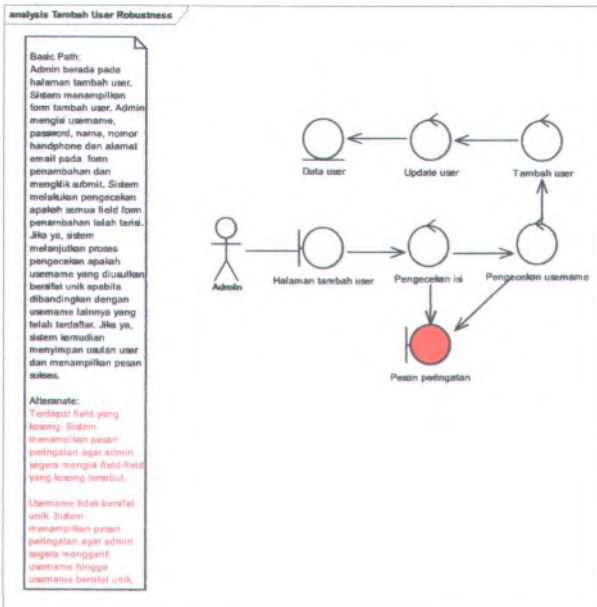 analysis Tambah User Robustness
Basic Path:
Admin berada pada
halaman tambah user.
Sistem menampilkan
form tambah user. Admin
mengisi username,
password, nama, nomor
handphone dan alamat
email pada form
penambahan dan
mengklik submit. Sistem
melakukan pengecekan
apakah semua field form
penambahan telah terisi.
Jika ya, sistem
melanjutkan proses
pengecekan apakah
username yang diusulkan
bersifat unik apabila
dibandingkan dengan
username lainnya yang
telah terdaftar. Jika ya,
sistem kemudian
menyimpan usulan user
dan menampilkan pesan
sukses.
Alternate:
Terdapat field yang
kosong: Sistem
menampilkan pesan
peringatan agar admin
segera mengisi field-field
yang kosong tersebut.
Username tidak bersifat
unik: Sistem
menampilkan pesan
peringatan agar admin
segera mengganti
username hingga
username bersifat unik.
Data user
Update user
Tambah user
Admin
Halaman tambah user
Pengecekan isi
Pengecekan username
Pesan peringatan